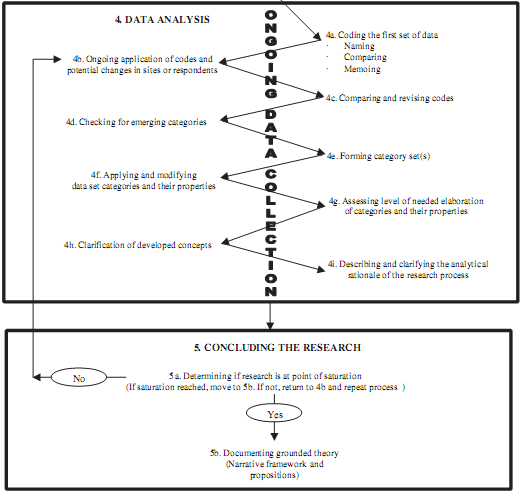 4. DATA ANALYSIS
ONGOING DATA COLLECTION
4a. Coding the first set of data
· Naming
· Comparing
· Memoing
4b. Ongoing application of codes and
potential changes in sites or respondents
4c. Comparing and revising codes
4d. Checking for emerging categories
4e. Forming category set(s)
4f. Applying and modifying
data set categories and their properties
4g. Assessing level of needed elaboration
of categories and their properties
4h. Clarification of developed concepts
4i. Describing and clarifying the analytical
rationale of the research process
5. CONCLUDING THE RESEARCH
No
5a. Determining if research is at point of saturation
(If saturation reached, move to 5b. If not, return to 4b and repeat process )
Yes
5b. Documenting grounded theory
(Narrative framework and
propositions)